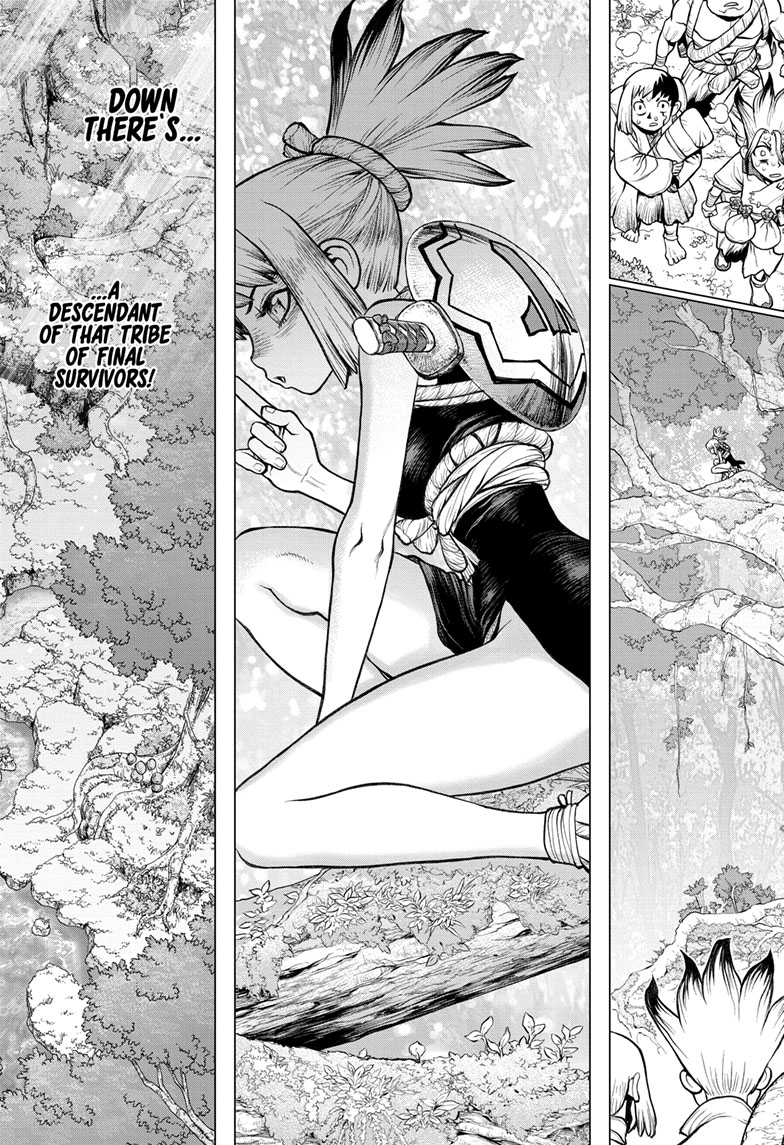 DOWN
THERE'S...
...A
DESCENDANT
OF THAT TRIBE
OF FINAL
SURVIVORS!